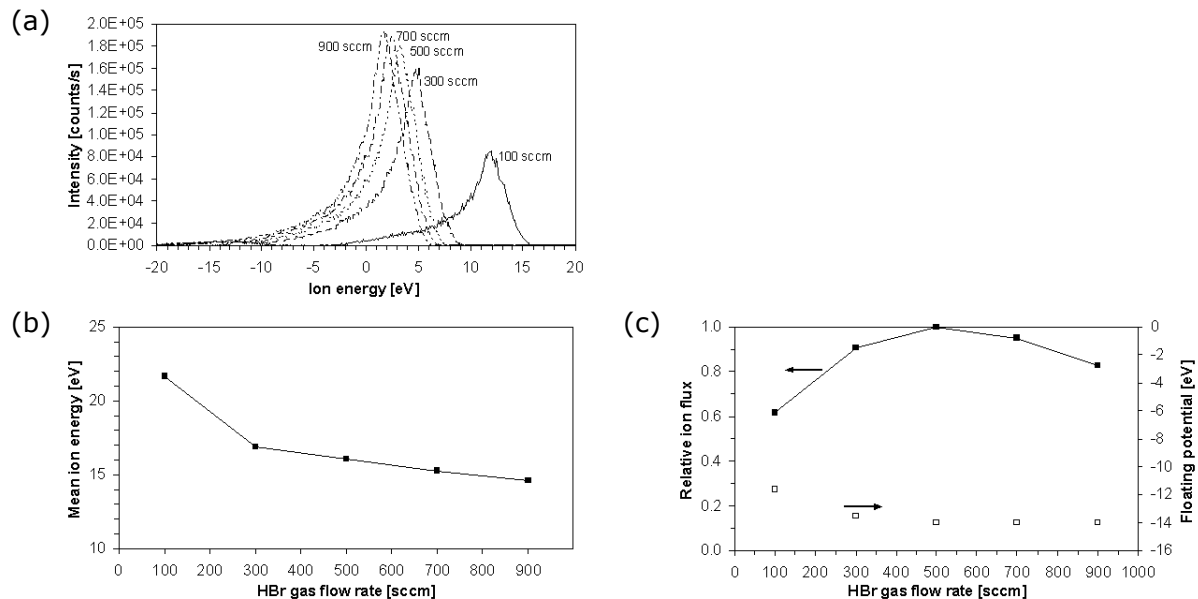 (a)
Intensity [counts/s]
2.0E+05
1.8E+05
1.6E+05
1.4E+05
1.2E+05
1.0E+05
8.0E+04
6.0E+04
4.0E+04
2.0E+04
0.0E+00
900 sccm
700 sccm
500 sccm
300 sccm
100 sccm
-20 -15 -10 -5 0 5 10 15 20
Ion energy [eV]
(b)
Mean ion energy [eV]
25
20
15
10
0 100 200 300 400 500 600 700 800 900
HBr gas flow rate [sccm]
(c)
Relative ion flux
1.0
0.8
0.6
0.4
0.2
0.0
0
-2
-4
-6
-8
-10
-12
-14
-16
Floating potential [eV]
0 100 200 300 400 500 600 700 800 900 1000
HBr gas flow rate [sccm]